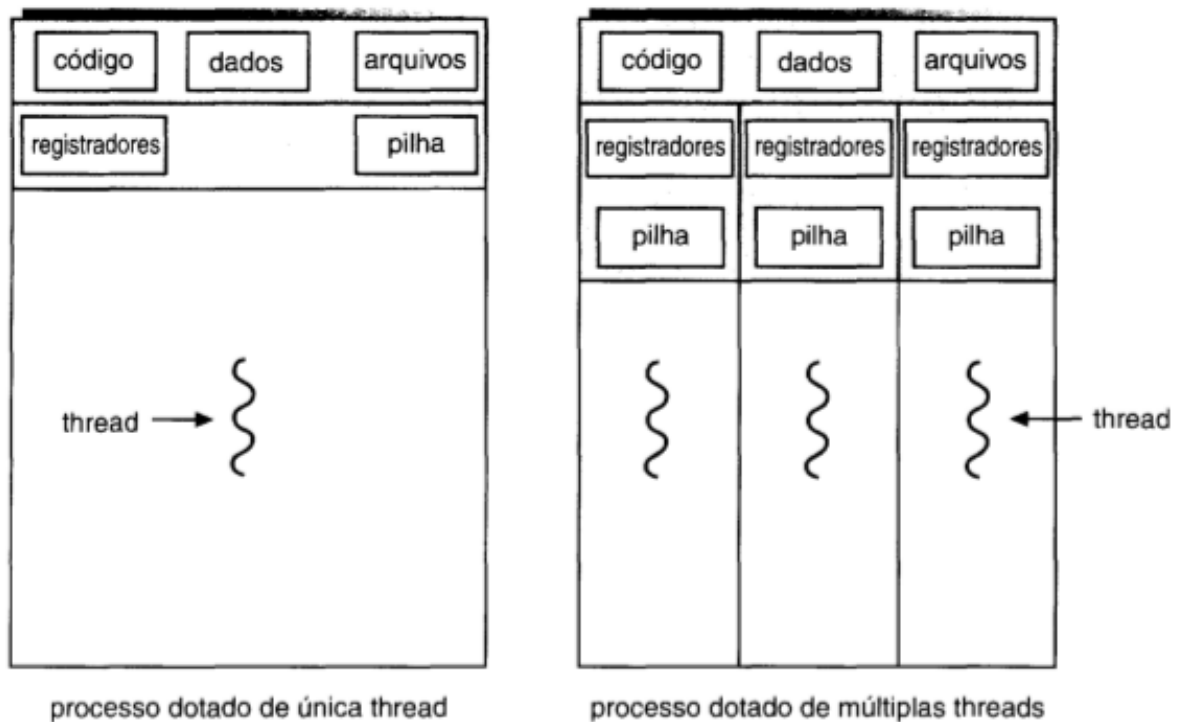 código dados arquivos
registradores pilha
thread
processo dotado de única thread
código dados arquivos
registradores registradores registradores
pilha pilha pilha
thread
processo dotado de múltiplas threads